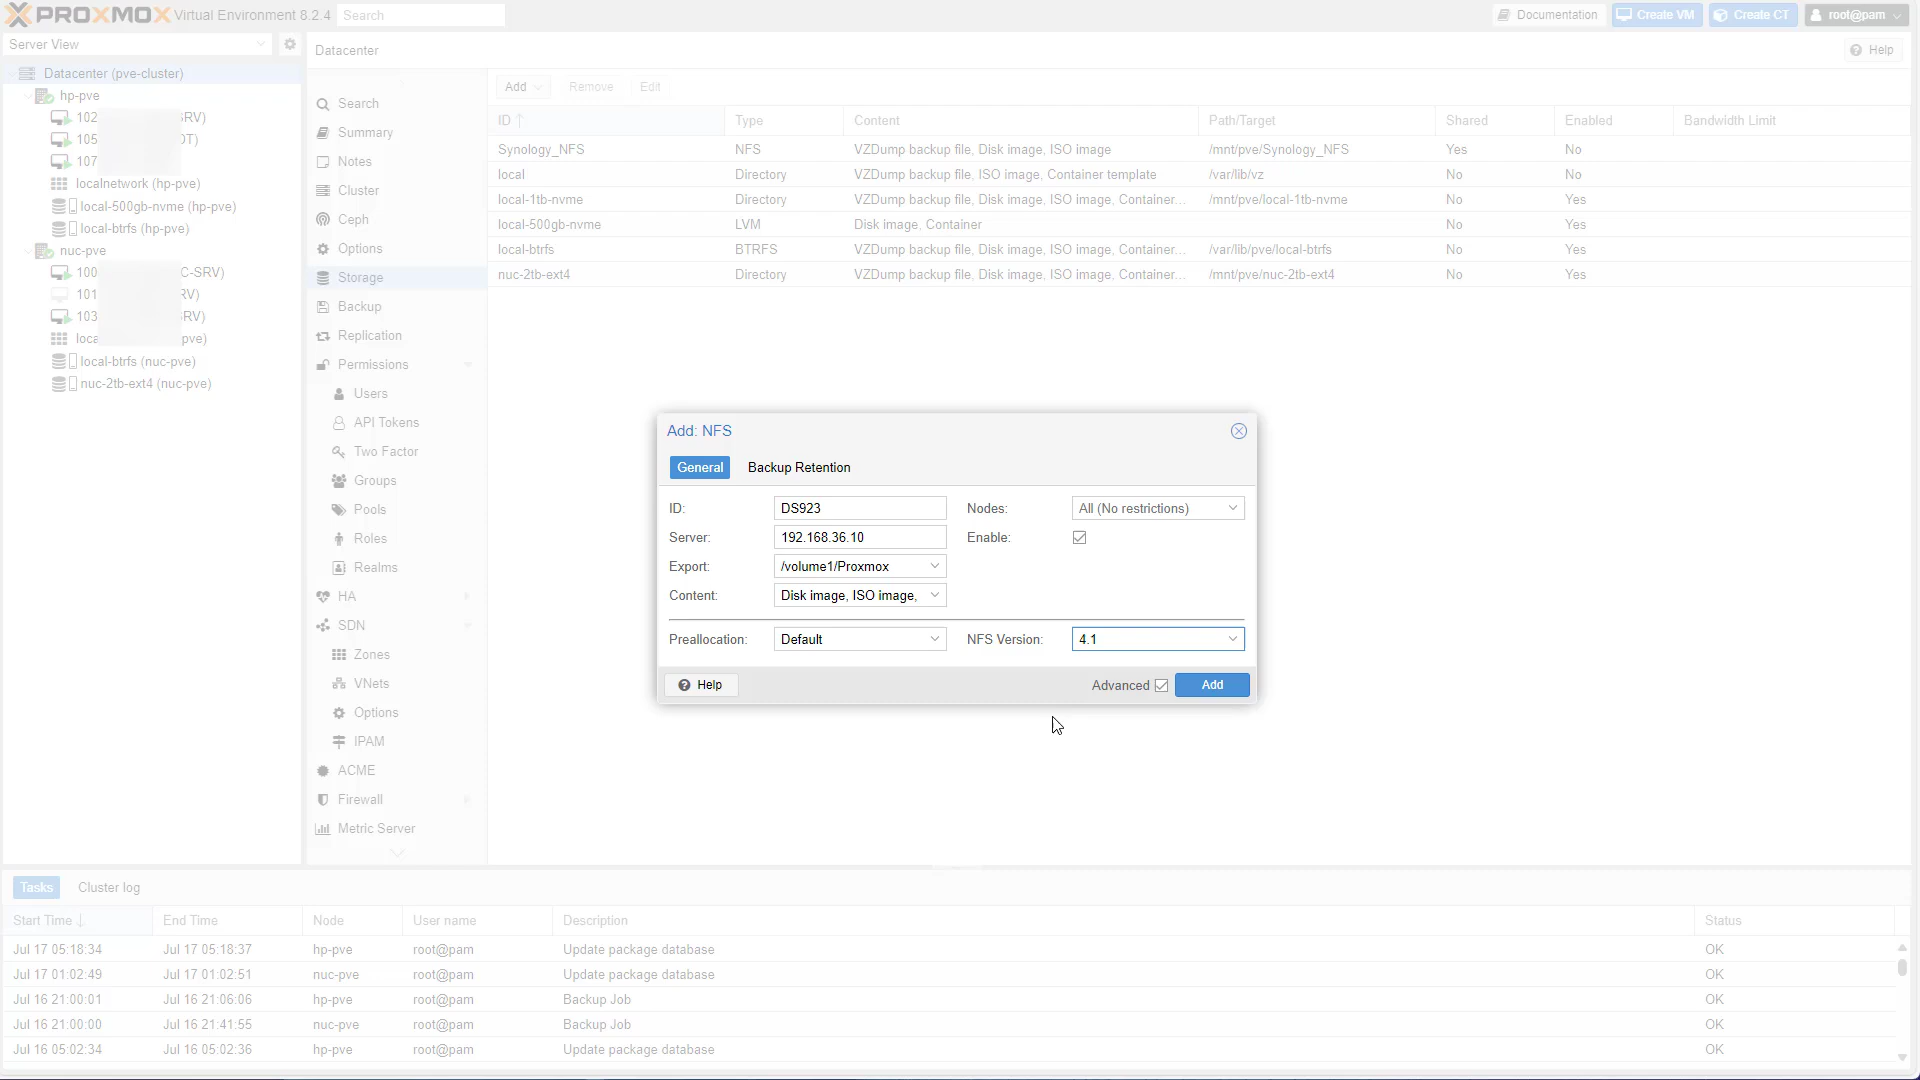 PROXMOX Virtual Environment 8.2.4 Search
Documentation Create VM Create CT root@pam
Server View
Datacenter Help
Datacenter (pve-cluster)
hp-pve
102 SRV)
105 OT)
107
localnetwork (hp-pve)
local-500gb-nvme (hp-pve)
local-btrfs (hp-pve)
nuc-pve
100 C-SRV)
101 RV)
103 SRV)
loca pve)
local-btrfs (nuc-pve)
nuc-2tb-ext4 (nuc-pve)
Search
Summary
Notes
Cluster
Ceph
Options
Storage
Backup
Replication
Permissions
Users
API Tokens
Two Factor
Groups
Pools
Roles
Realms
HA
SDN
Zones
VNets
Options
IPAM
ACME
Firewall
Metric Server
Add Remove Edit
ID Type Content Path/Target Shared Enabled Bandwidth Limit
Synology_NFS NFS VZDump backup file, Disk image, ISO image /mnt/pve/Synology_NFS Yes No
local Directory VZDump backup file, ISO image, Container template /var/lib/vz No No
local-1tb-nvme Directory VZDump backup file, Disk image, ISO image, Container... /mnt/pve/local-1tb-nvme No Yes
local-500gb-nvme LVM Disk image, Container No Yes
local-btrfs BTRFS VZDump backup file, Disk image, ISO image, Container... /var/lib/pve/local-btrfs No Yes
nuc-2tb-ext4 Directory VZDump backup file, Disk image, ISO image, Container... /mnt/pve/nuc-2tb-ext4 No Yes
Add: NFS
General Backup Retention
ID: DS923 Nodes: All (No restrictions)
Server: 192.168.36.10 Enable:
Export: /volume1/Proxmox
Content: Disk image, ISO image,
Preallocation: Default NFS Version: 4.1
Help Advanced Add
Tasks Cluster log
Start Time End Time Node User name Description Status
Jul 17 05:18:34 Jul 17 05:18:37 hp-pve root@pam Update package database OK
Jul 17 01:02:49 Jul 17 01:02:51 nuc-pve root@pam Update package database OK
Jul 16 21:00:01 Jul 16 21:06:06 hp-pve root@pam Backup Job OK
Jul 16 21:00:00 Jul 16 21:41:55 nuc-pve root@pam Backup Job OK
Jul 16 05:02:34 Jul 16 05:02:36 hp-pve root@pam Update package database OK